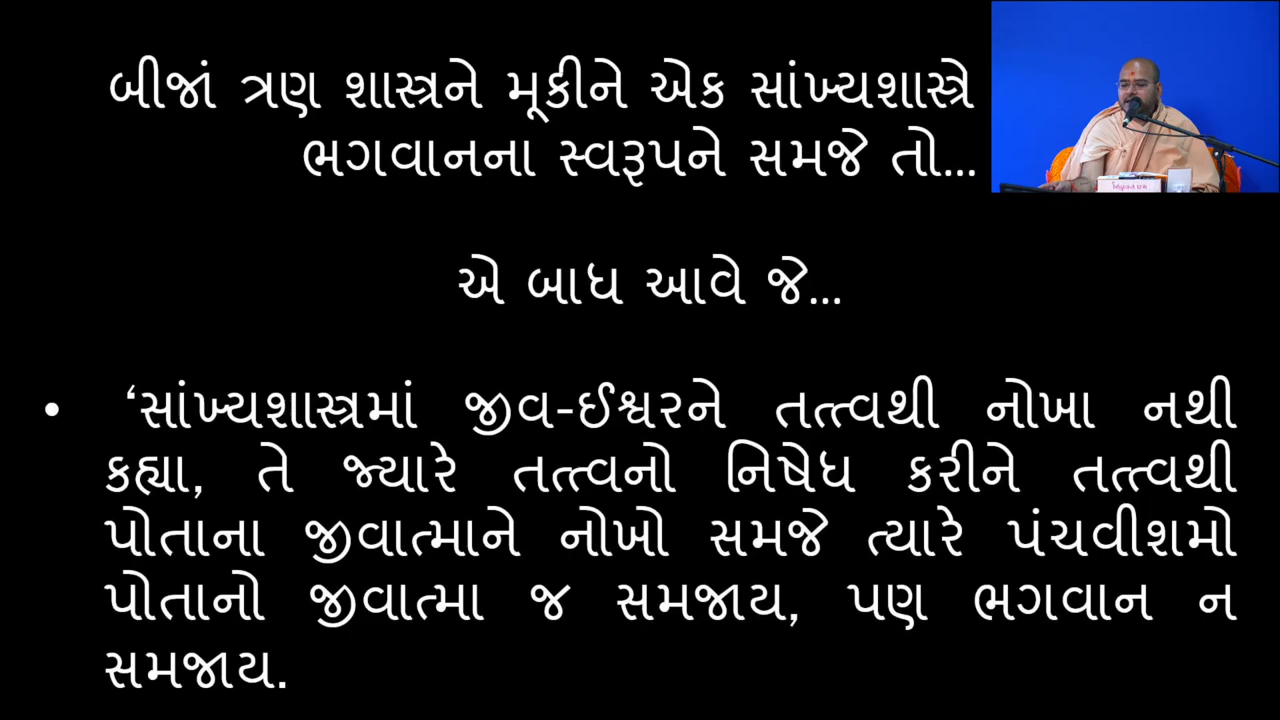 બીજાં ત્રણ શાસ્ત્રને મૂકીને એક સાંખ્યશાસ્ત્રે
ભગવાનના સ્વરૂપને સમજે તો...
એ બાધ આવે જે...
• ‘સાંખ્યશાસ્ત્રમાં જીવ-ઈશ્વરને તત્ત્વથી નોખા નથી
કહ્યા, તે જ્યારે તત્ત્વનો નિષેધ કરીને તત્ત્વથી
પોતાના જીવાત્માને નોખો સમજે ત્યારે પંચવીશમો
પોતાનો જીવાત્મા જ સમજાય, પણ ભગવાન ન
સમજાય.